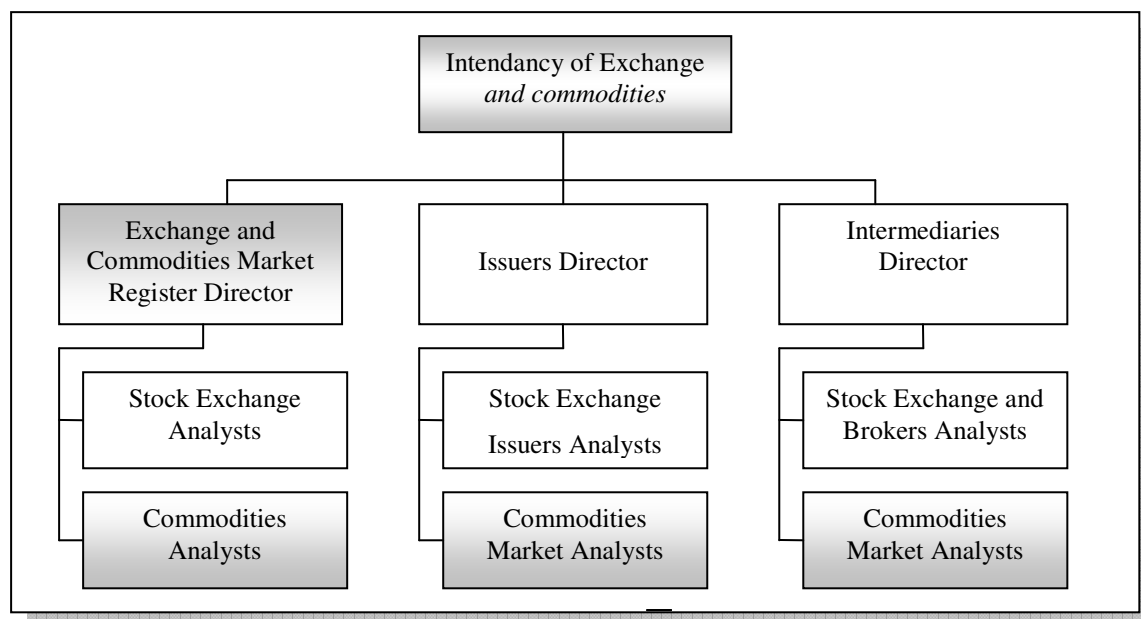 Intendancy of Exchange
and commodities
Exchange and
Commodities Market
Register Director
Issuers Director
Intermediaries
Director
Stock Exchange
Analysts
Stock Exchange
Issuers Analysts
Stock Exchange and
Brokers Analysts
Commodities
Analysts
Commodities
Market Analysts
Commodities
Market Analysts